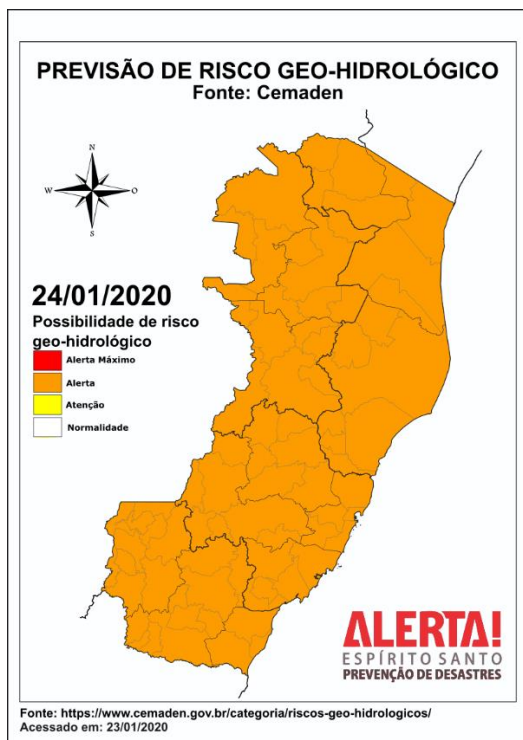 PREVISÃO DE RISCO GEO-HIDROLÓGICO
Fonte: Cemaden
N
W
O
S
24/01/2020
Possibilidade de risco
geo-hidrológico
Alerta Máximo
Alerta
Atenção
Normalidade
ALERTA!
ESPÍRITO SANTO
PREVENÇÃO DE DESASTRES
Fonte: https://www.cemaden.gov.br/categoria/riscos-geo-hidrologicos/
Acessado em: 23/01/2020